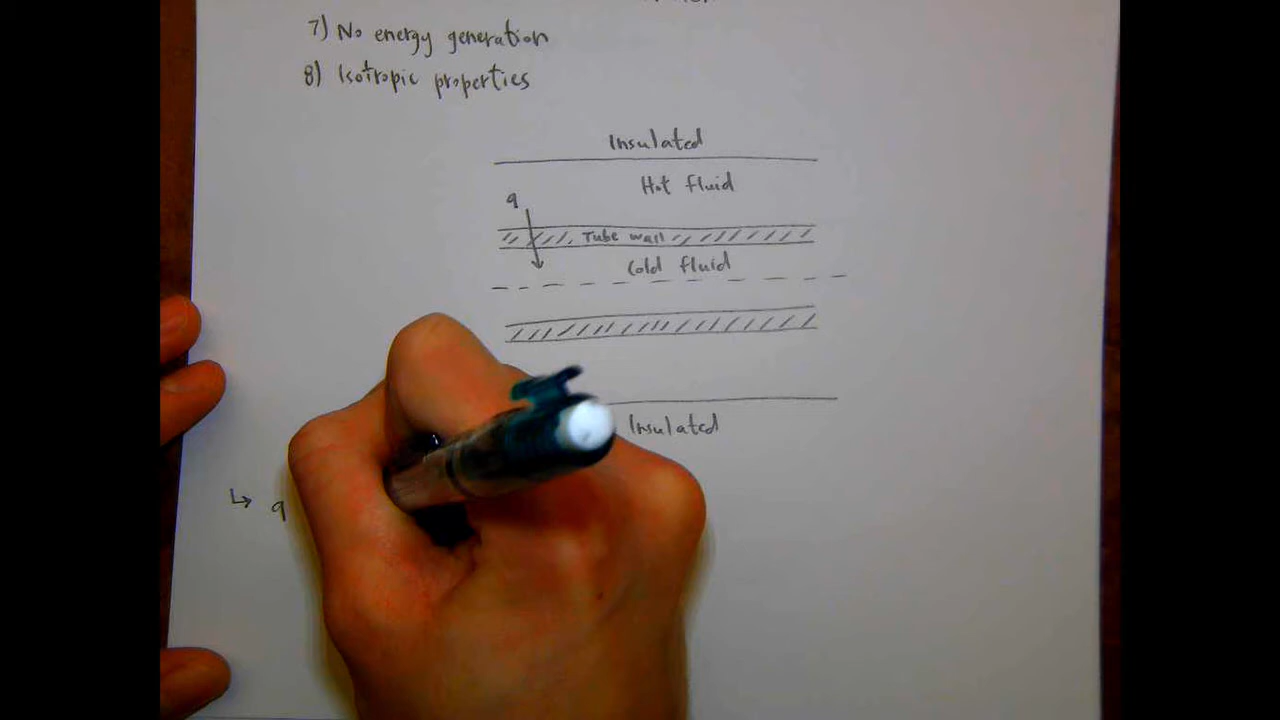 7) No energy generation
8) Isotropic properties
Insulated
Hot fluid
q
Tube wall
Cold fluid
Insulated
↳ q